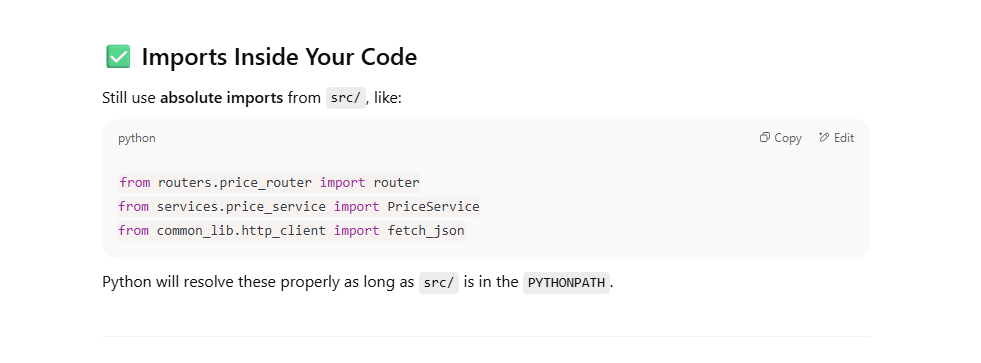 ✅ Imports Inside Your Code
Still use absolute imports from src/, like:
python Copy Edit
from routers.price_router import router
from services.price_service import PriceService
from common_lib.http_client import fetch_json
Python will resolve these properly as long as src/ is in the PYTHONPATH.